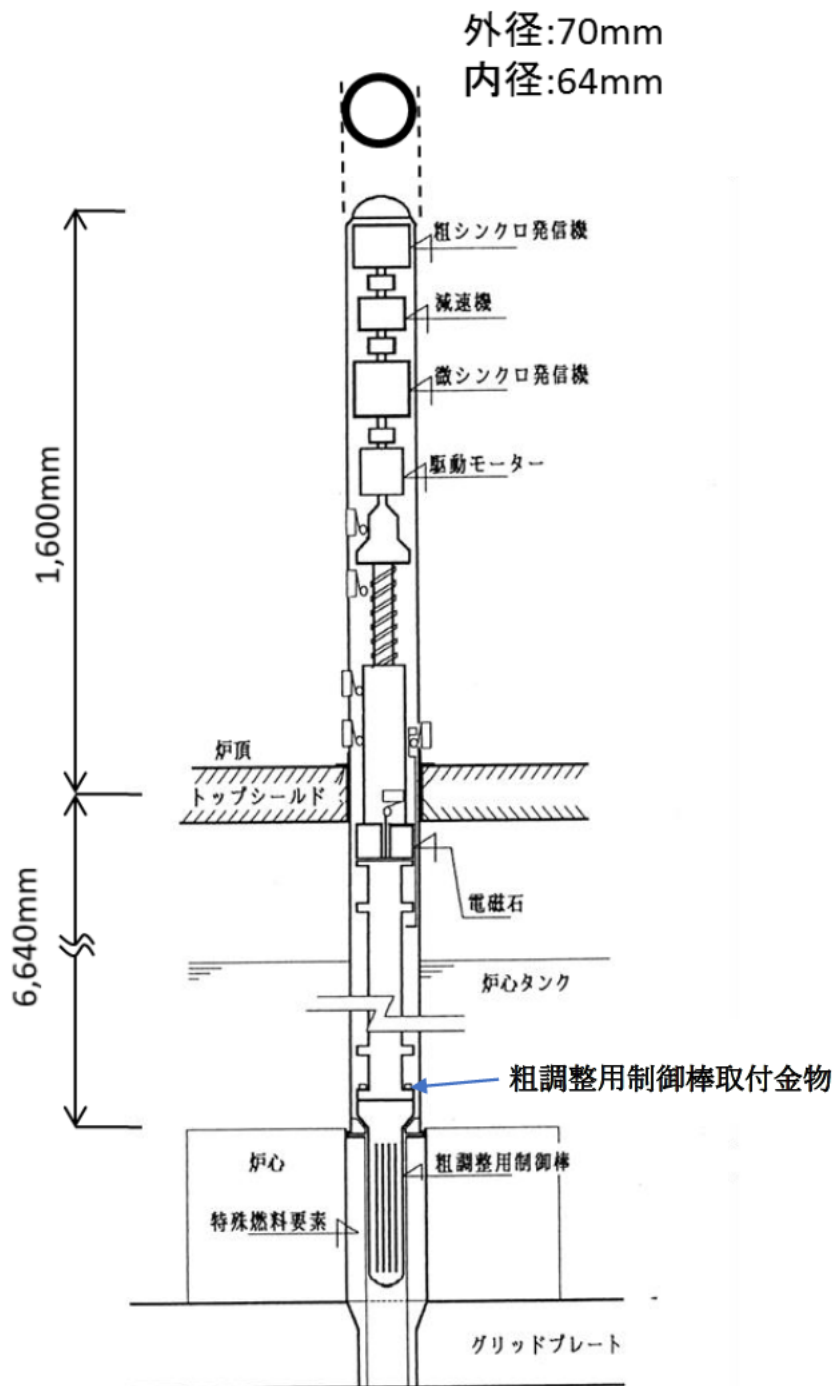 外径:70mm
内径:64mm
粗シンクロ発信機
減速機
微シンクロ発信機
駆動モーター
1,600mm
炉頂
トップシールド
電磁石
6,640mm
炉心タンク
粗調整用制御棒取付金物
炉心
粗調整用制御棒
特殊燃料要素
グリッドプレート